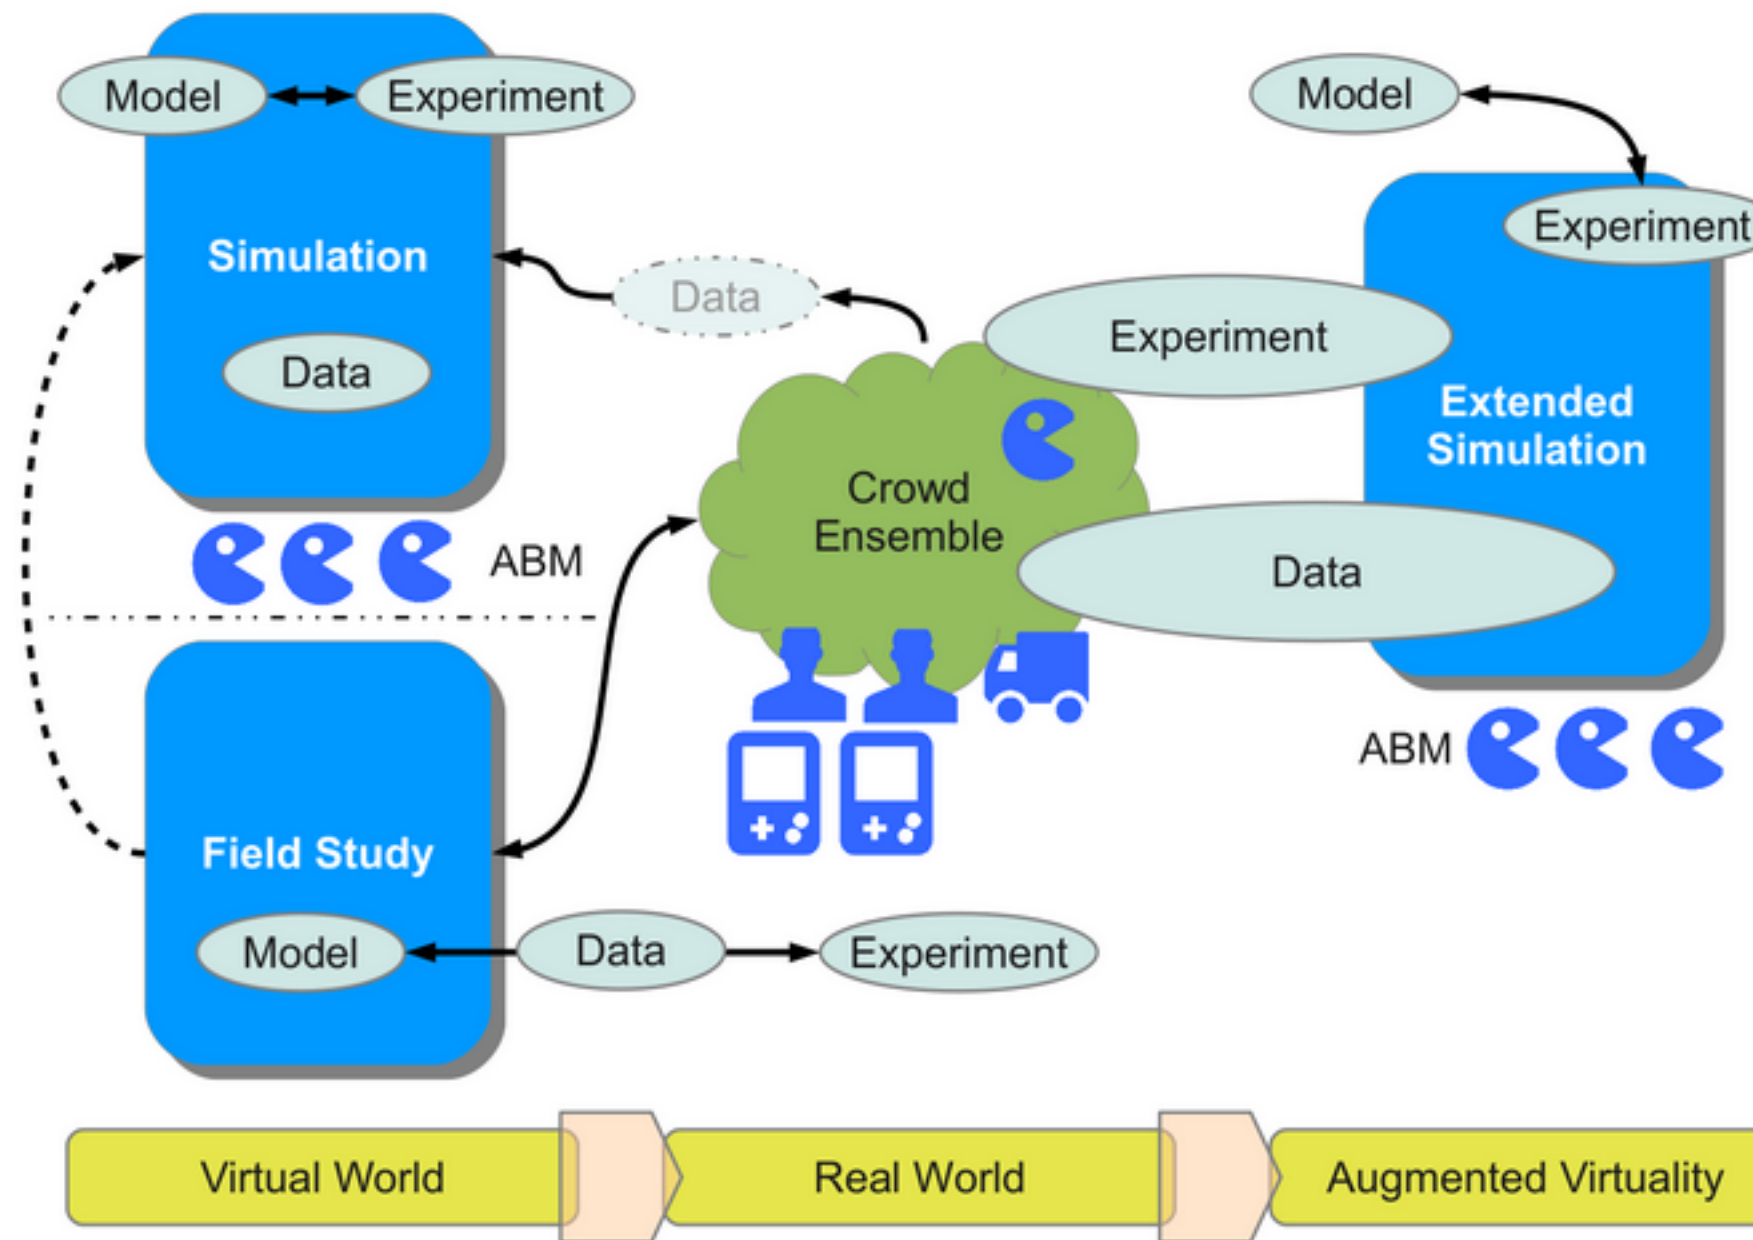 Model
Experiment
Simulation
Data
ABM
Data
Model
Experiment
Experiment
Extended
Simulation
Crowd
Ensemble
Data
ABM
Field Study
Model
Data
Experiment
Virtual World
Real World
Augmented Virtuality